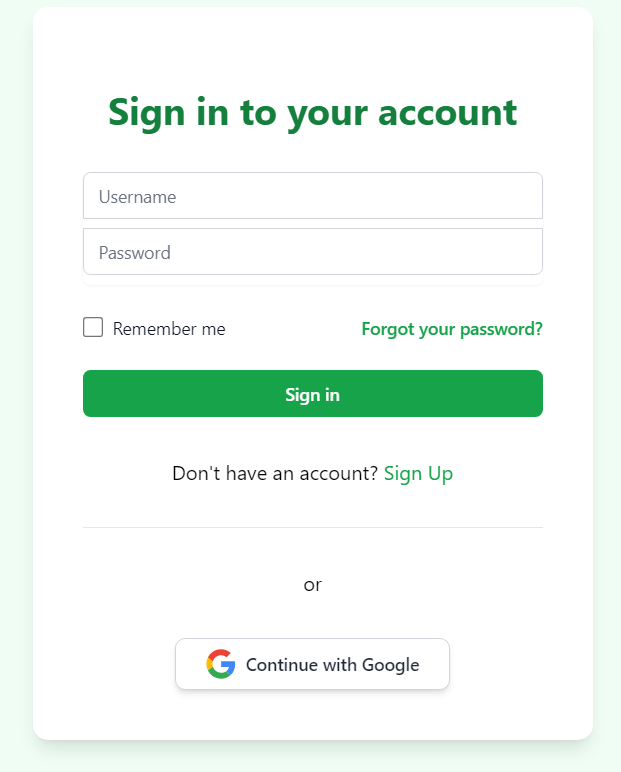 Sign in to your account
Username
Password
Remember me Forgot your password?
Sign in
Don't have an account? Sign Up
or
Continue with Google